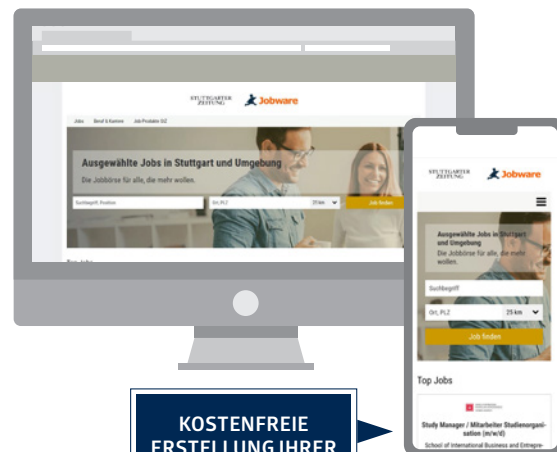 STUTTGARTER
ZEITUNG
Jobware
Jobs Beruf & Karriere Job-Produkte StZ
Ausgewählte Jobs in Stuttgart und Umgebung
Die Jobbörse für alle, die mehr wollen.
Suchbegriff, Position
Ort, PLZ
25 km
Job finden
Top Jobs
STUTTGARTER
ZEITUNG
Jobware
Ausgewählte Jobs in Stuttgart
und Umgebung
Die Jobbörse für alle, die mehr
wollen.
Suchbegriff
Ort, PLZ
25 km
Job finden
Top Jobs
Study Manager / Mitarbeiter Studienorgani-
sation (m/w/d)
School of International Business and Entrepre-
KOSTENFREIE
ERSTELLUNG IHRER